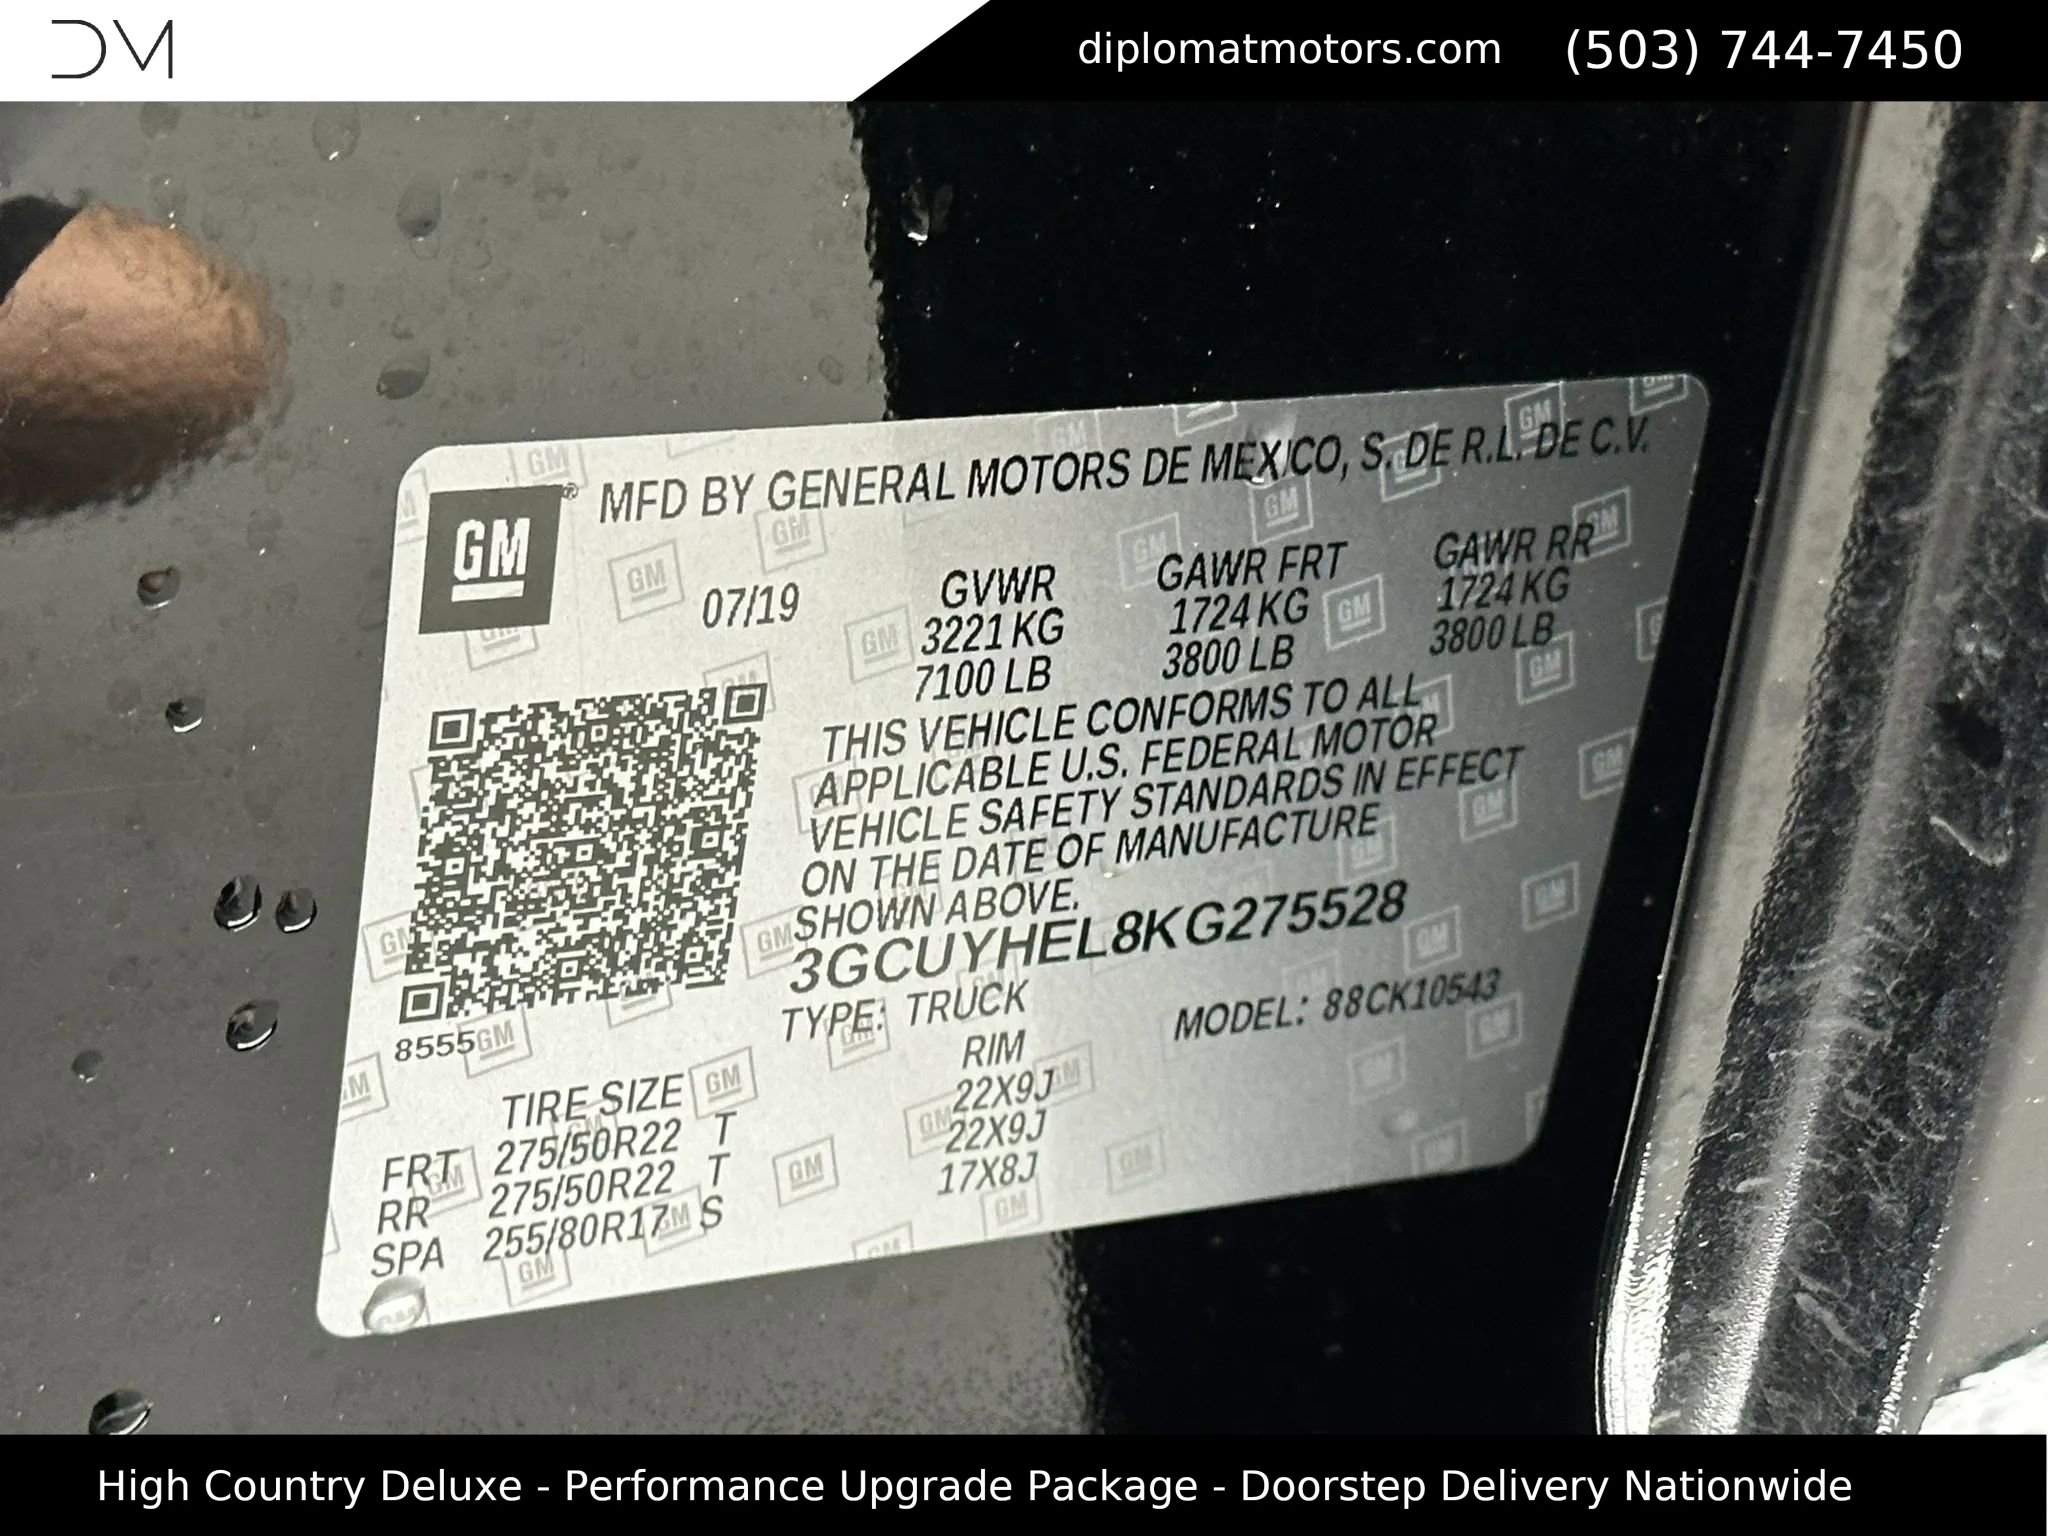 DM
diplomatmotors.com (503) 744-7450
GM ® MFD BY GENERAL MOTORS DE MEXICO, S. DE R.L. DE C.V.
07/19 GVWR GAWR FRT GAWR RR
3221 KG 1724 KG 1724 KG
7100 LB 3800 LB 3800 LB
THIS VEHICLE CONFORMS TO ALL
APPLICABLE U.S. FEDERAL MOTOR
VEHICLE SAFETY STANDARDS IN EFFECT
ON THE DATE OF MANUFACTURE
SHOWN ABOVE.
3GCUYHEL8KG275528
TYPE: TRUCK MODEL: 88CK10543
8555
TIRE SIZE RIM
FRT 275/50R22 T 22X9J
RR 275/50R22 T 22X9J
SPA 255/80R17 S 17X8J
High Country Deluxe - Performance Upgrade Package - Doorstep Delivery Nationwide